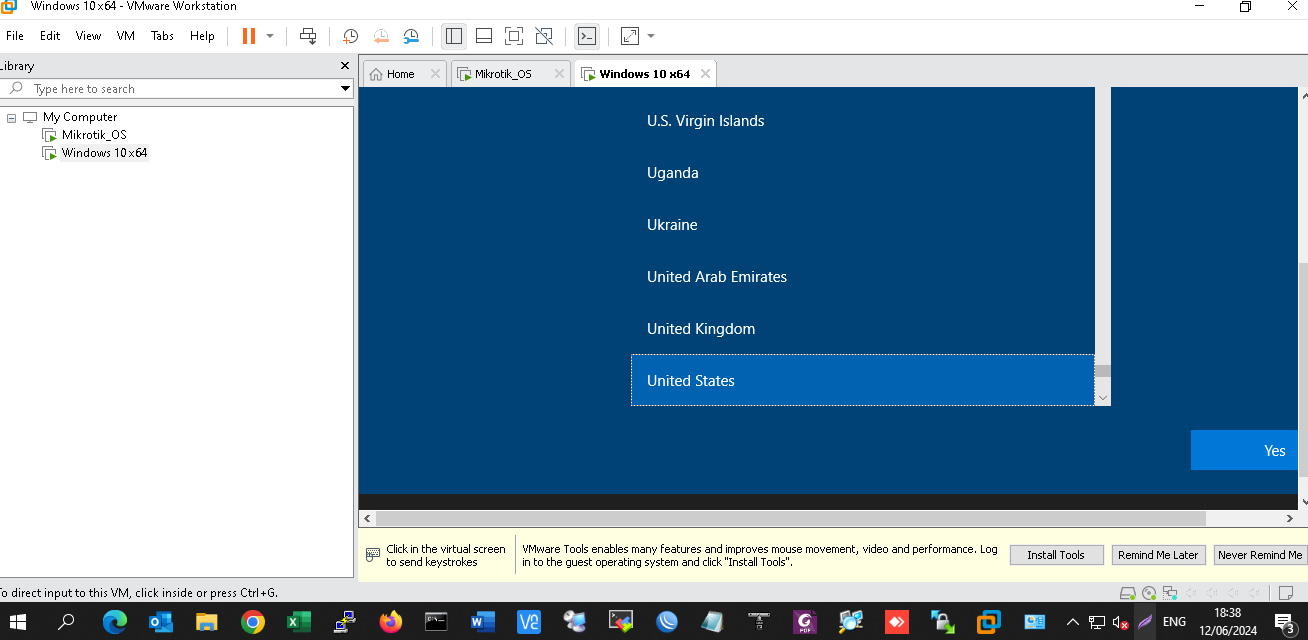 Windows 10 x64 - VMware Workstation
File Edit View VM Tabs Help
Library
Type here to search
My Computer
Mikrotik_OS
Windows 10 x64
Home
Mikrotik_OS
Windows 10 x64
U.S. Virgin Islands
Uganda
Ukraine
United Arab Emirates
United Kingdom
United States
Yes
Click in the virtual screen
to send keystrokes
VMware Tools enables many features and improves mouse movement, video and performance. Log
in to the guest operating system and click "Install Tools".
Install Tools
Remind Me Later
Never Remind Me
To direct input to this VM, click inside or press Ctrl+G.
ENG
18:38
12/06/2024
3